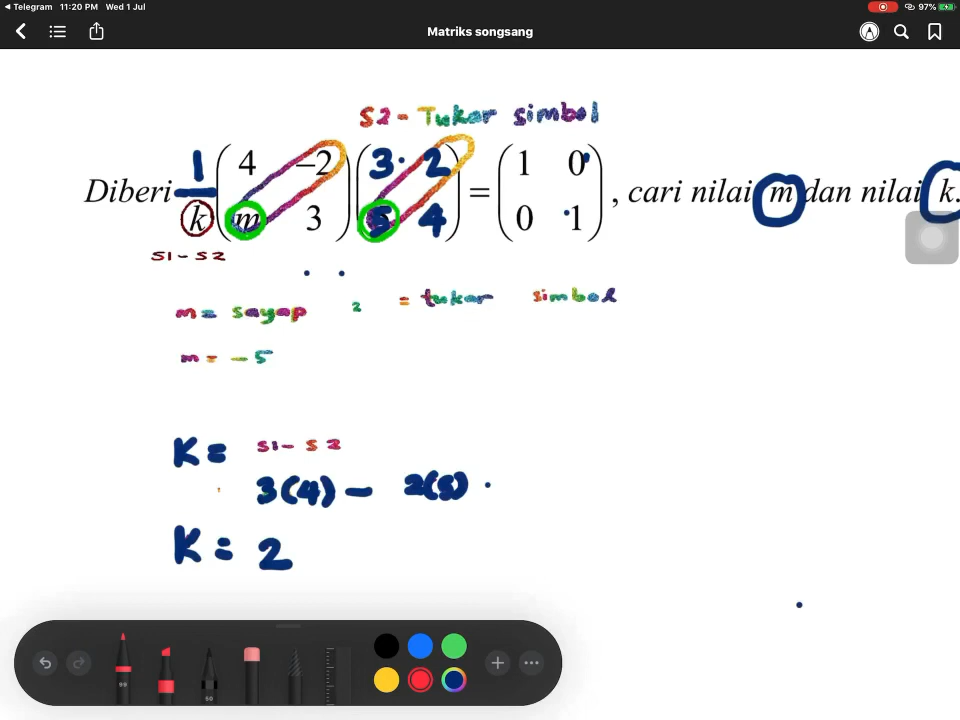 Telegram 11:20 PM Wed 1 Jul 97%
Matriks songsang
S2 - Tukar simbol
Diberi 1/k (4 -2 m 3) (3 2 5 4) = (1 0 0 1) , cari nilai m dan nilai k.
S1 - S2
m = sayap 2 = tukar simbol
m = - 5
K = S1 - S2
3(4) - 2(5)
K = 2
99 50